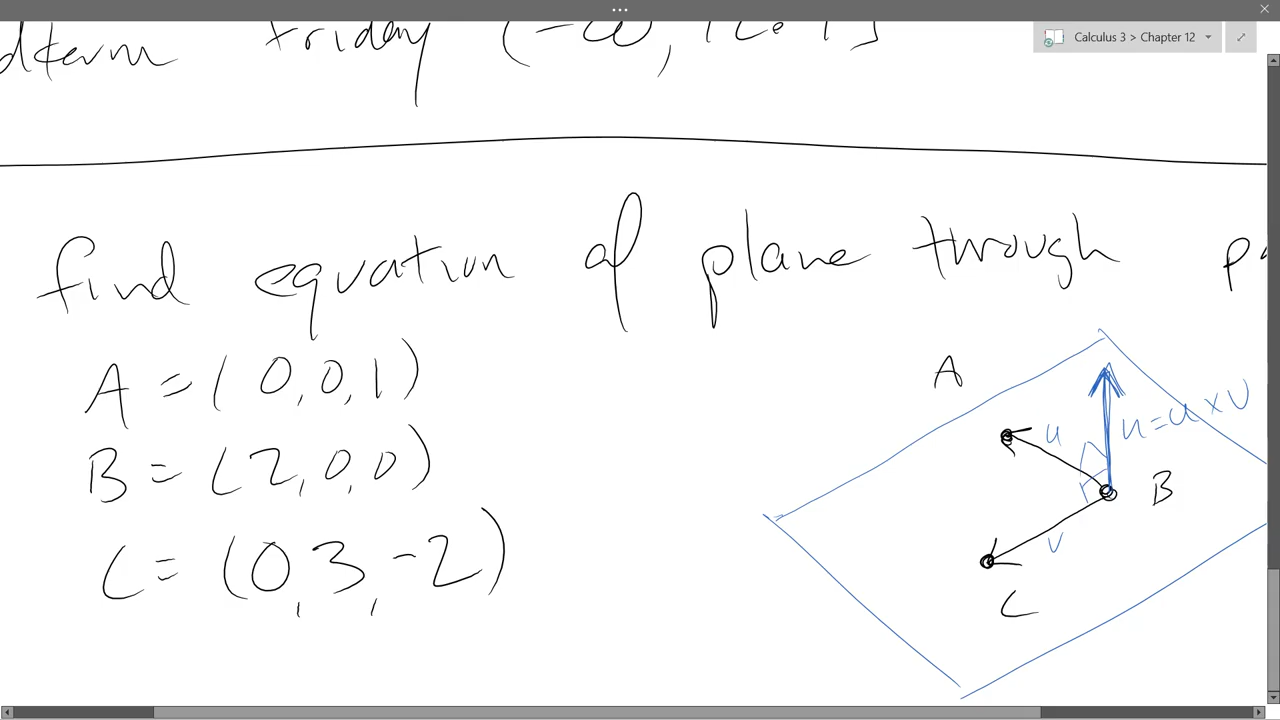 Calculus 3 > Chapter 12
find equation of plane through
A = (0,0,1)
B = (2,0,0)
C = (0,3,-2)
A
u
n = u × v
B
v
C